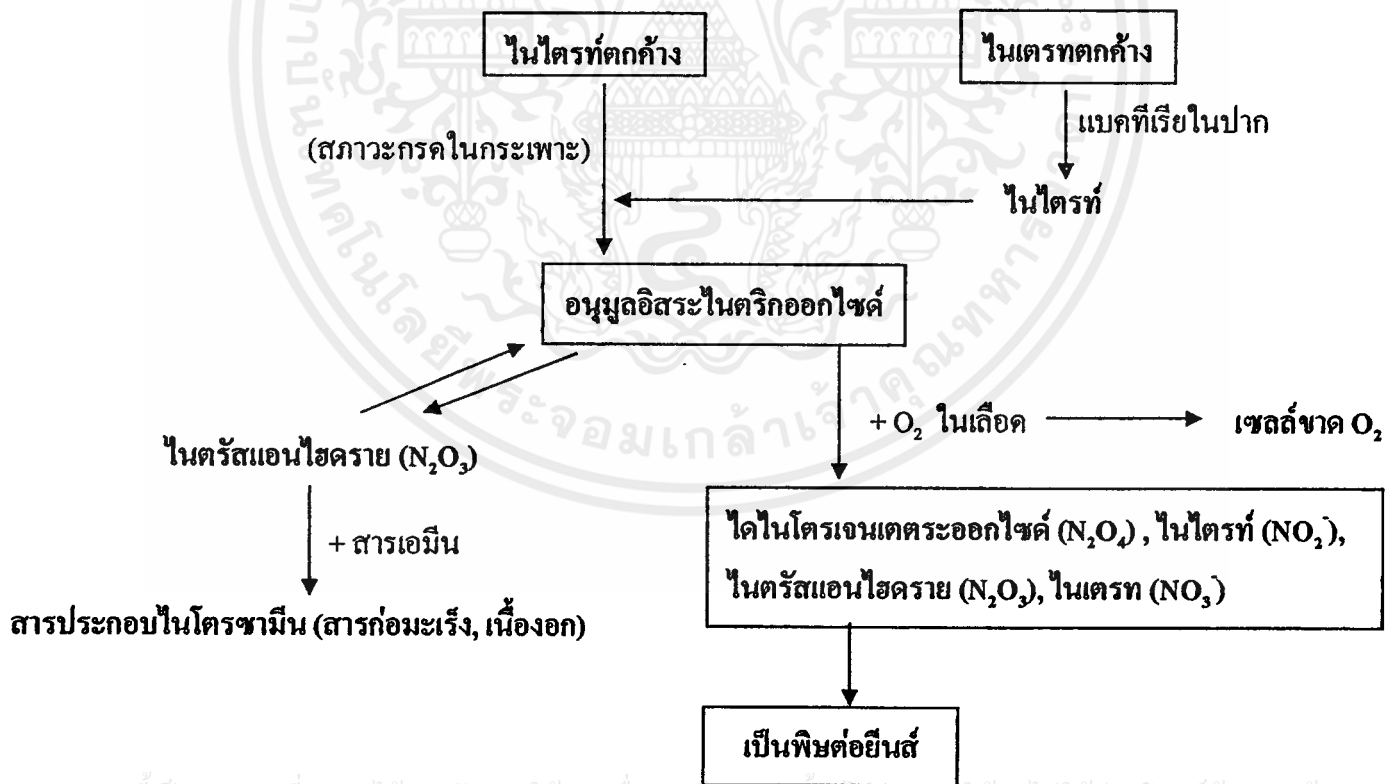 ไนไตรท์ตกค้าง
ไนเตรทตกค้าง
แบคทีเรียในปาก
(สภาวะกรดในกระเพาะ)
ไนไตรท์
อนุมูลอิสระไนตริกออกไซด์
+ O₂ ในเลือด
เซลล์ขาด O₂
ไนตรัสแอนไฮดราย (N₂O₃)
ไดไนโตรเจนเตตระออกไซด์ (N₂O₄) , ไนไตรท์ (NO₂⁻),
ไนตรัสแอนไฮดราย (N₂O₃), ไนเตรท (NO₃⁻)
+ สารเอมีน
สารประกอบไนโตรซามีน (สารก่อมะเร็ง, เนื้องอก)
เป็นพิษต่อยีนส์